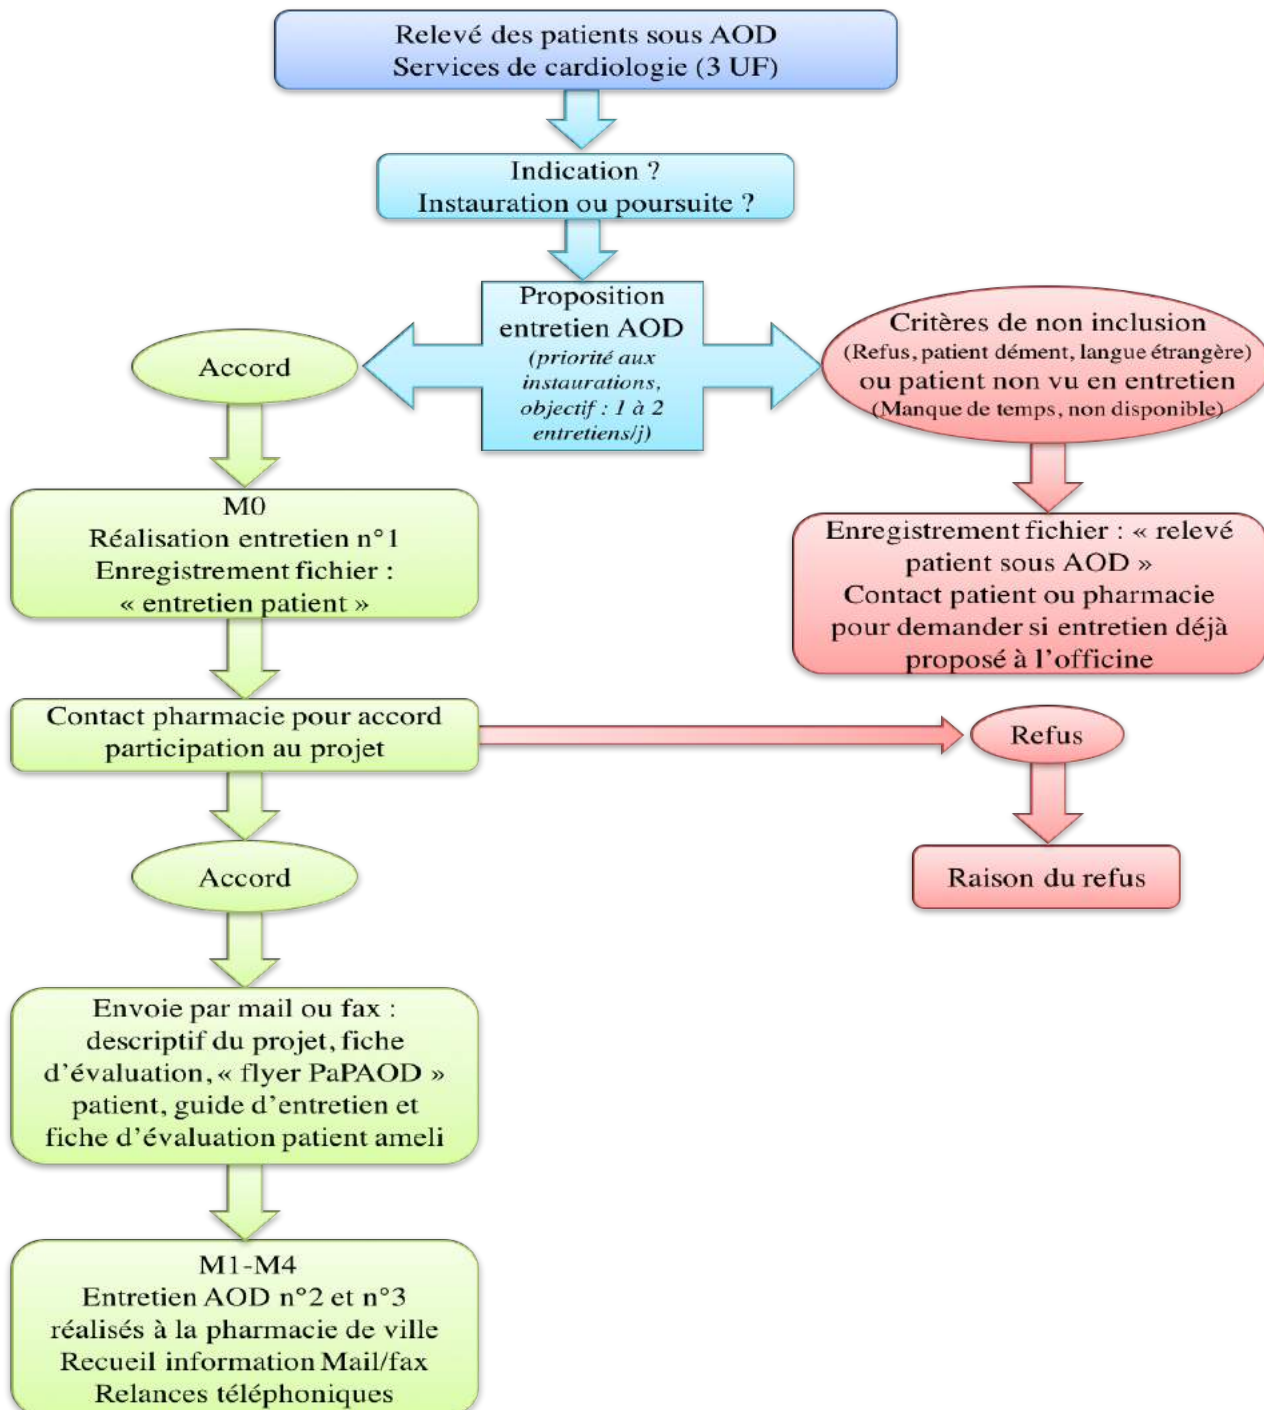 Relevé des patients sous AOD
Services de cardiologie (3 UF)
Indication ?
Instauration ou poursuite ?
Proposition
entretien AOD
(priorité aux
instaurations,
objectif : 1 à 2
entretiens/j)
Accord
Critères de non inclusion
(Refus, patient dément, langue étrangère)
ou patient non vu en entretien
(Manque de temps, non disponible)
M0
Réalisation entretien n°1
Enregistrement fichier :
« entretien patient »
Enregistrement fichier : « relevé
patient sous AOD »
Contact patient ou pharmacie
pour demander si entretien déjà
proposé à l’officine
Contact pharmacie pour accord
participation au projet
Refus
Accord
Raison du refus
Envoie par mail ou fax :
descriptif du projet, fiche
d’évaluation, « flyer PaPAOD »
patient, guide d’entretien et
fiche d’évaluation patient ameli
M1-M4
Entretien AOD n°2 et n°3
réalisés à la pharmacie de ville
Recueil information Mail/fax
Relances téléphoniques